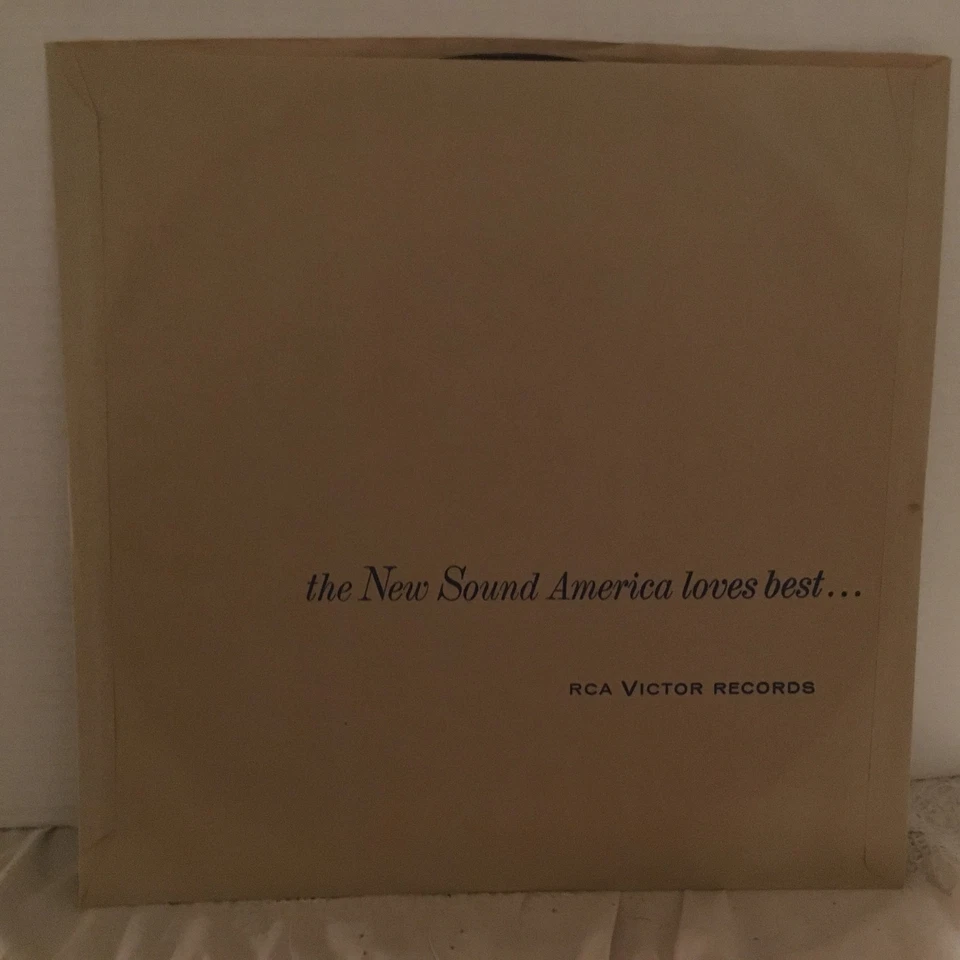 the New Sound America loves best...
RCA VICTOR RECORDS